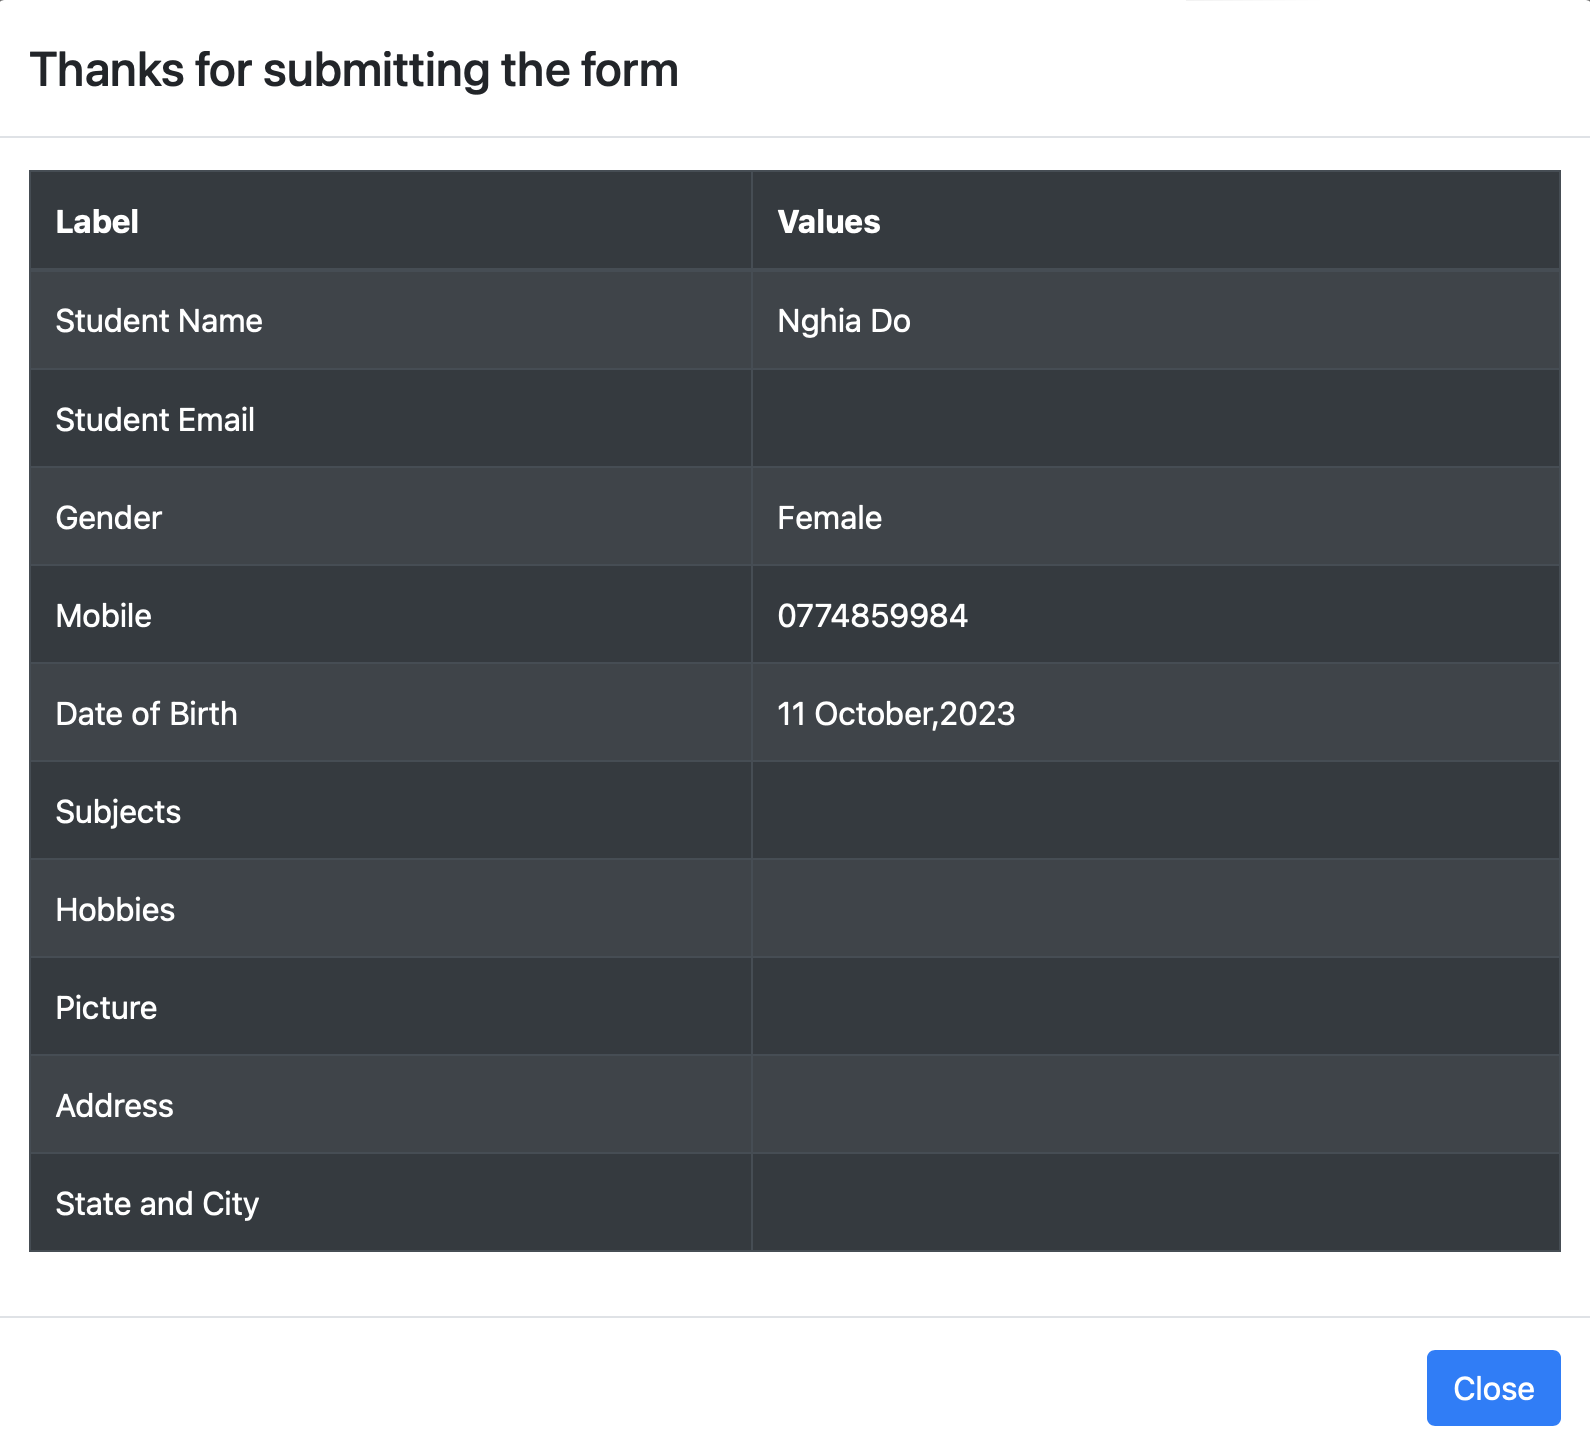 Thanks for submitting the form
Label Values
Student Name Nghia Do
Student Email
Gender Female
Mobile 0774859984
Date of Birth 11 October,2023
Subjects
Hobbies
Picture
Address
State and City
Close